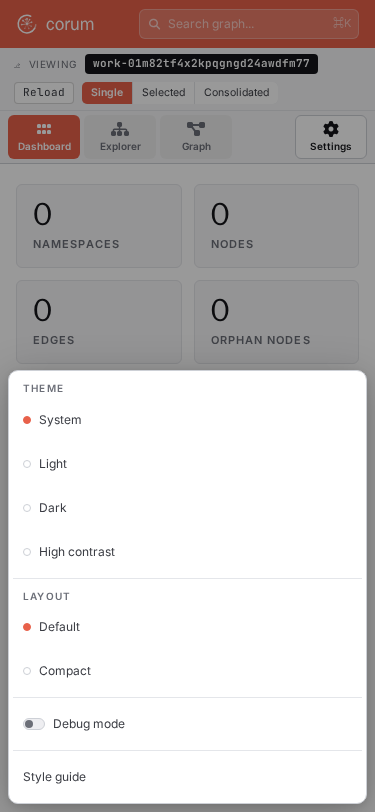 corum
Search graph...
⌘K
VIEWING
work-01m82tf4x2kpqgngd24awdfm77
Reload
Single
Selected
Consolidated
Dashboard
Explorer
Graph
Settings
0
NAMESPACES
0
NODES
0
EDGES
0
ORPHAN NODES
THEME
System
Light
Dark
High contrast
LAYOUT
Default
Compact
Debug mode
Style guide